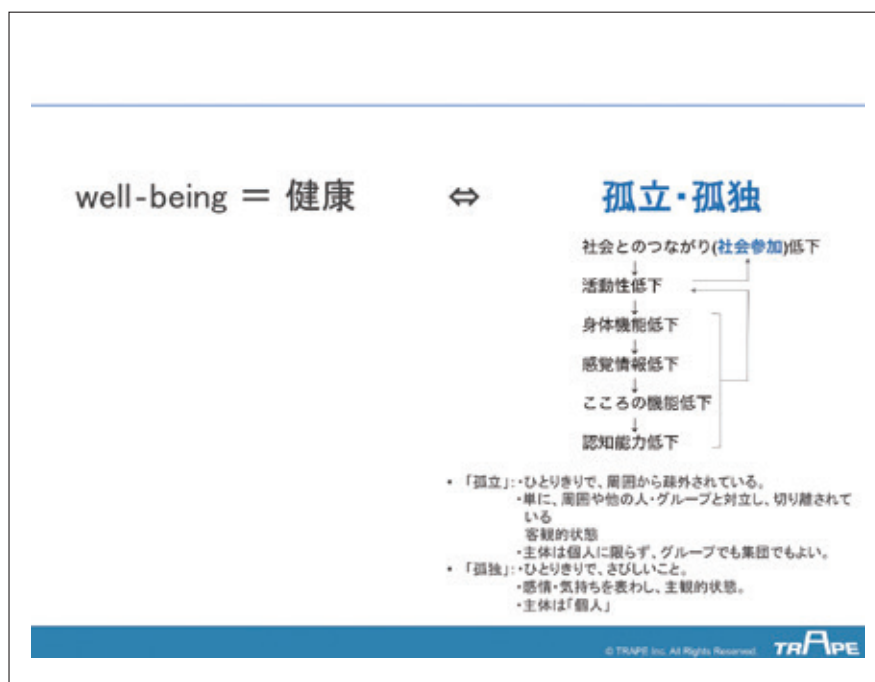 well-being ＝ 健康 ⇔ 孤立・孤独
社会とのつながり(社会参加)低下
↓
活動性低下
↓
身体機能低下
↓
感覚情報低下
↓
こころの機能低下
↓
認知能力低下
• 「孤立」:・ひとりきりで、周囲から疎外されている。
・単に、周囲や他の人・グループと対立し、切り離されて
いる
客観的状態
・主体は個人に限らず、グループでも集団でもよい。
• 「孤独」:・ひとりきりで、さびしいこと。
・感情・気持ちを表わし、主観的状態。
・主体は「個人」
© TRAPE Inc. All Rights Reserved. TRAPE